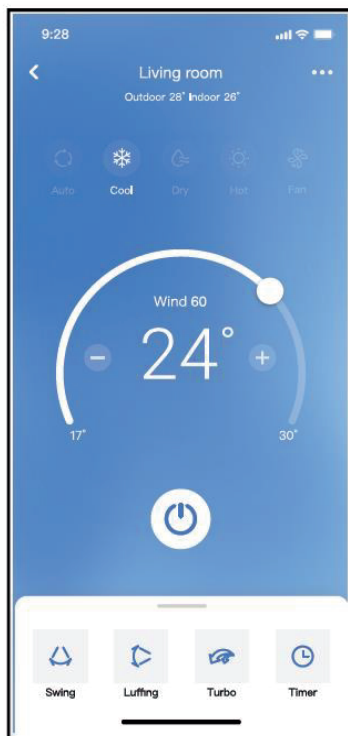 9:28
Living room
Outdoor 28° Indoor 26°
Auto Cool Dry Hot Fan
Wind 60
24°
17° 30°
Swing Luffing Turbo Timer